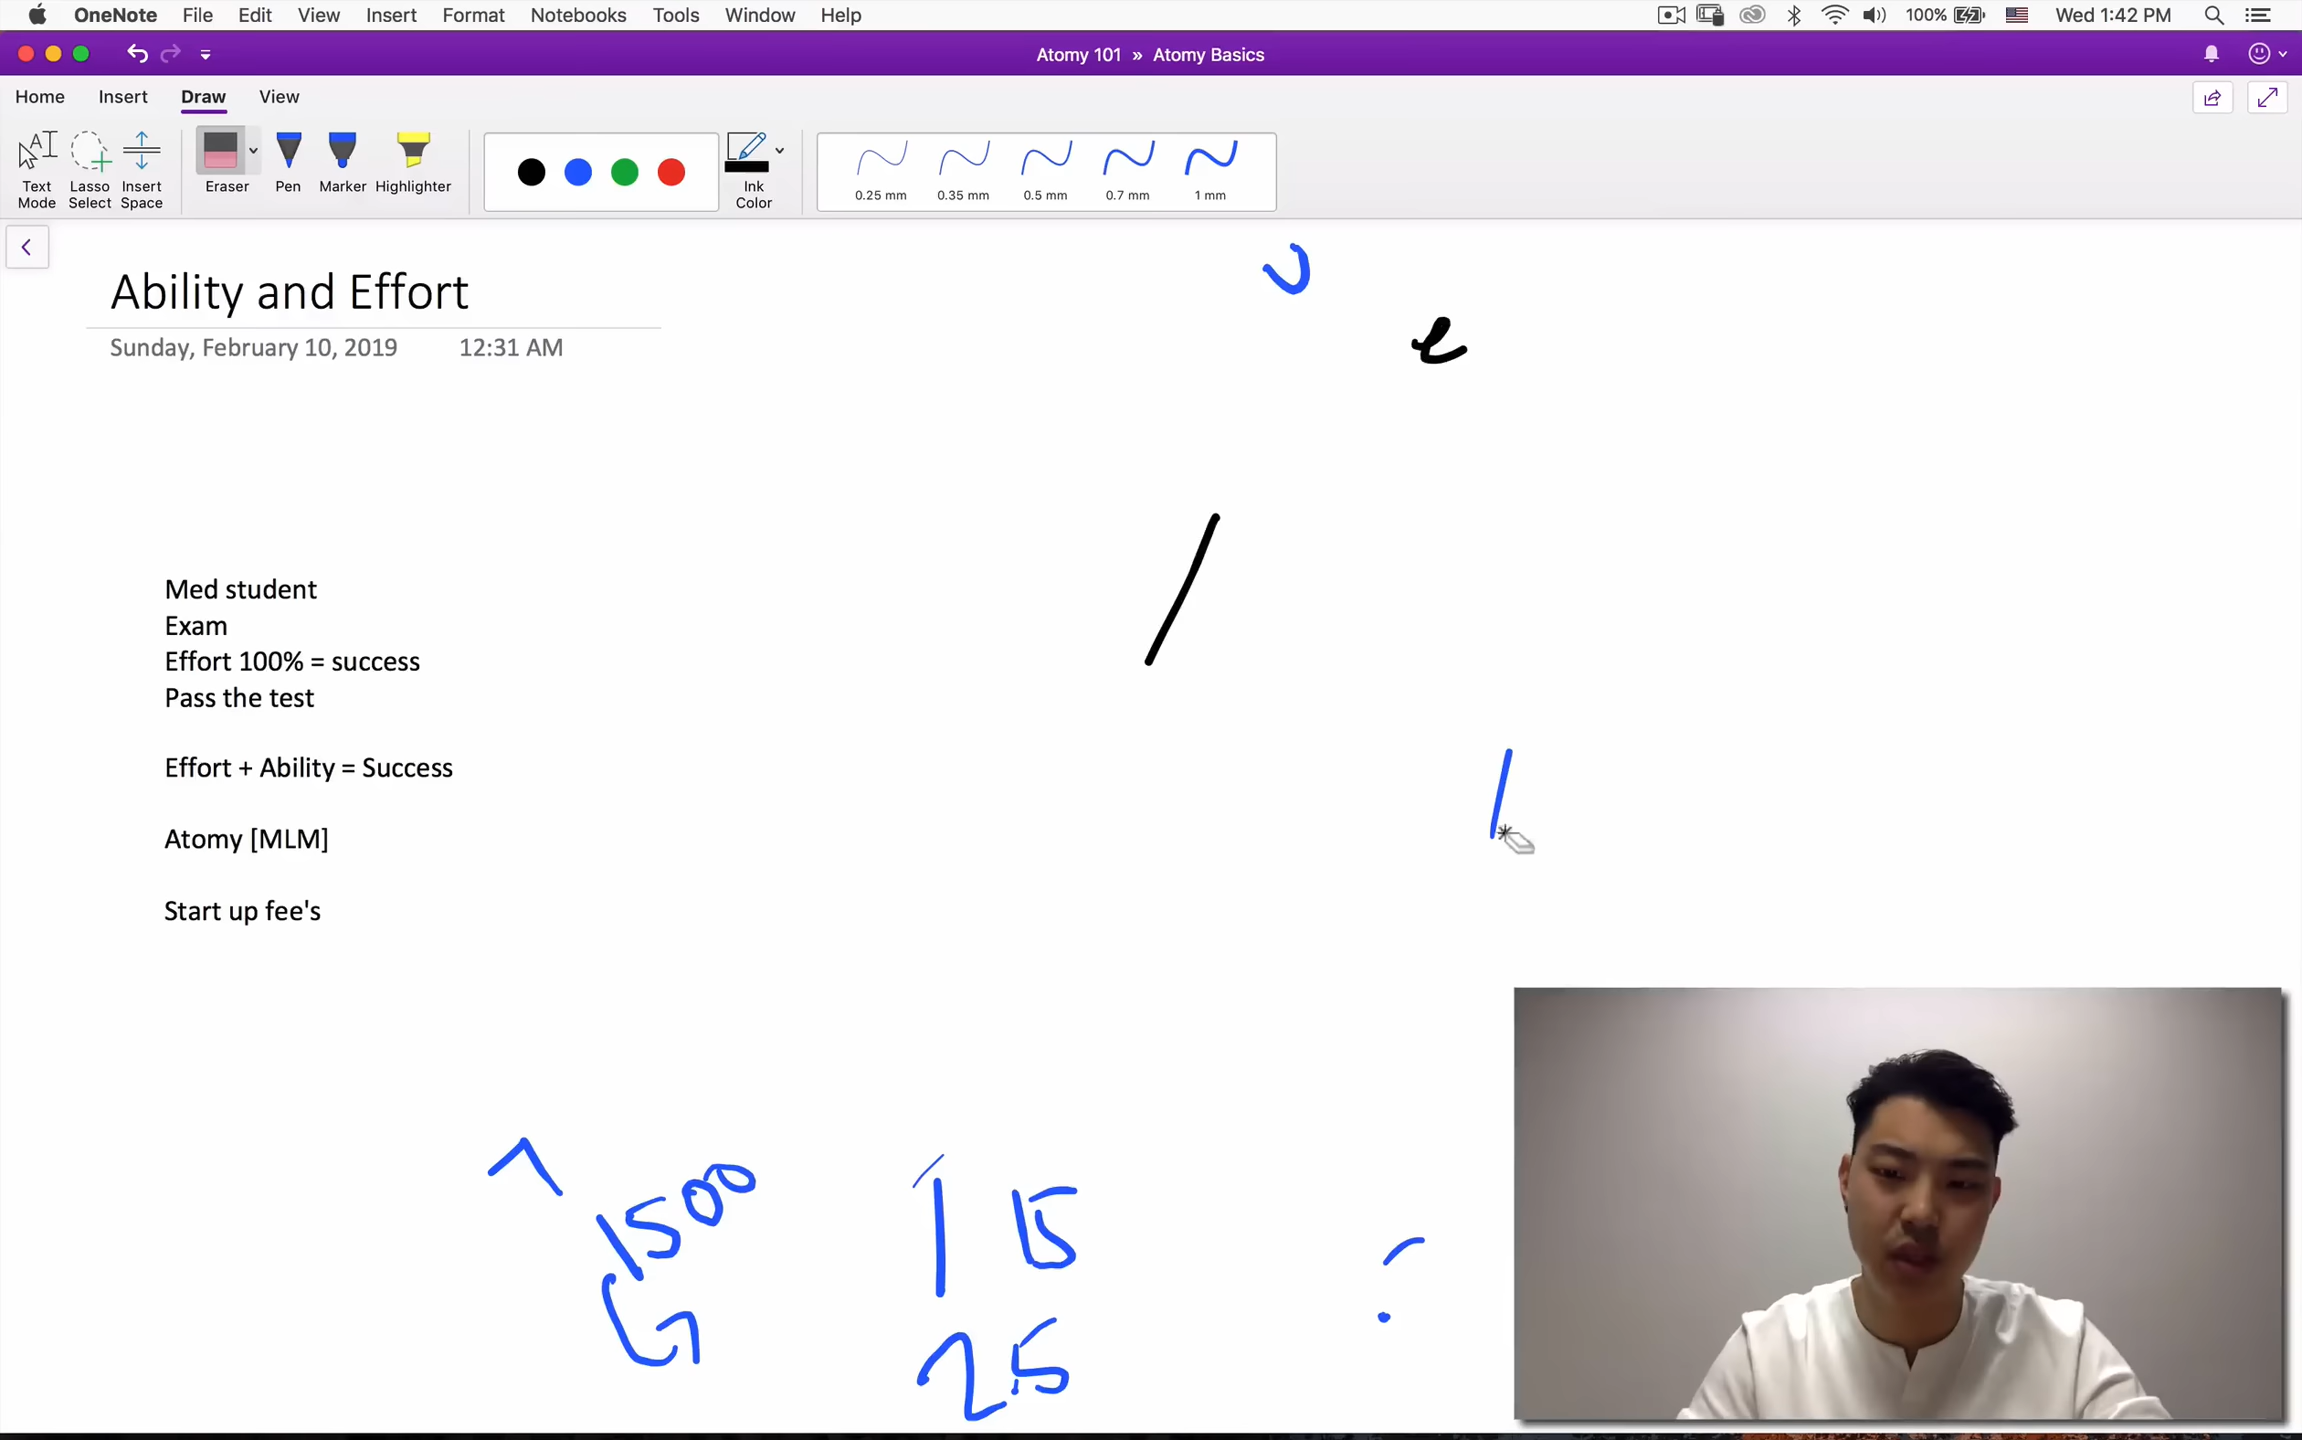 OneNote File Edit View Insert Format Notebooks Tools Window Help 100% Wed 1:42 PM
Atomy 101 » Atomy Basics
Home Insert Draw View
Text Mode Lasso Select Insert Space Eraser Pen Marker Highlighter Ink Color 0.25 mm 0.35 mm 0.5 mm 0.7 mm 1 mm
Ability and Effort
Sunday, February 10, 2019 12:31 AM
e
Med student
Exam
Effort 100% = success
Pass the test
Effort + Ability = Success
Atomy [MLM]
Start up fee's
1500
1 15
25